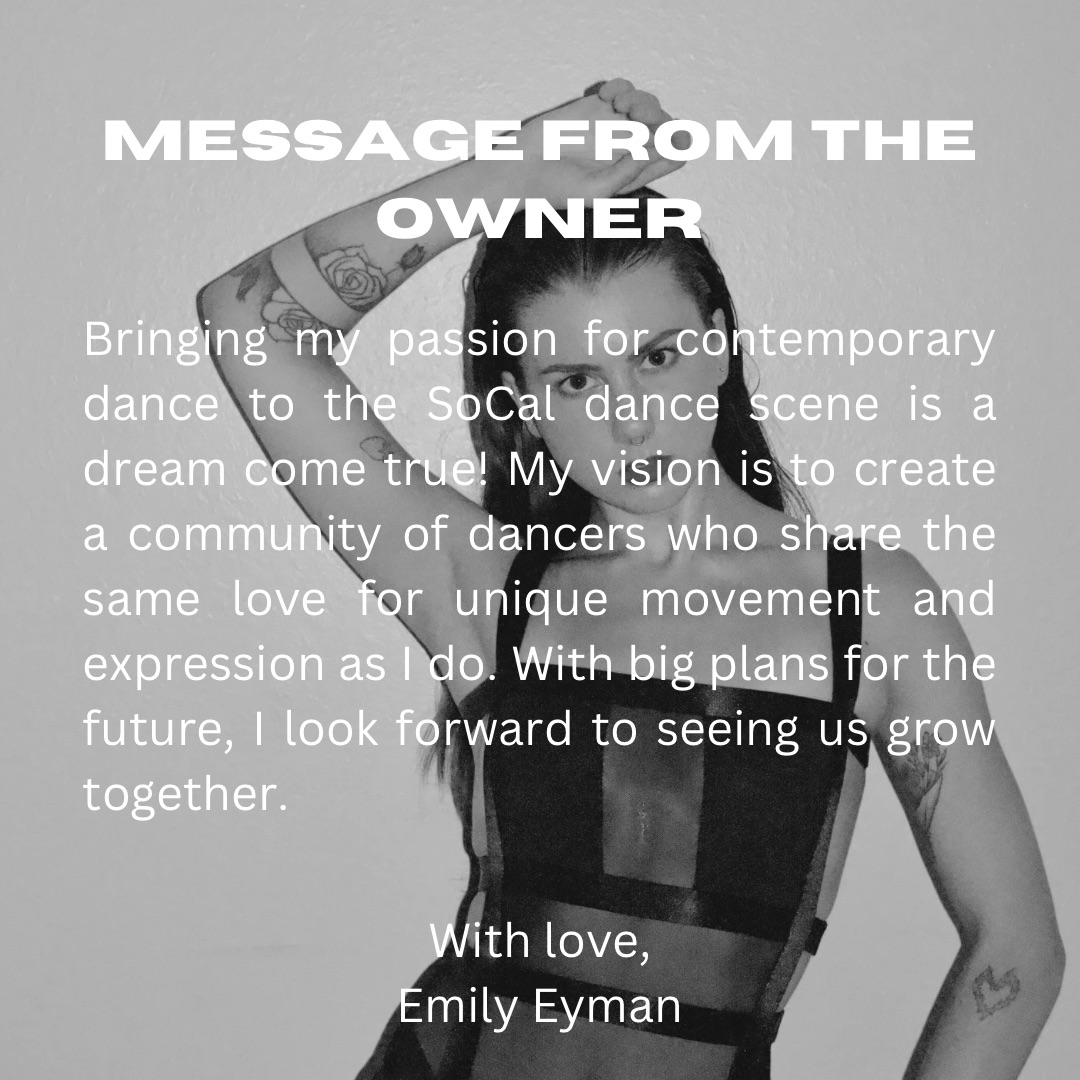 MESSAGE FROM THE
OWNER
Bringing my passion for contemporary
dance to the SoCal dance scene is a
dream come true! My vision is to create
a community of dancers who share the
same love for unique movement and
expression as I do. With big plans for the
future, I look forward to seeing us grow
together.
With love,
Emily Eyman